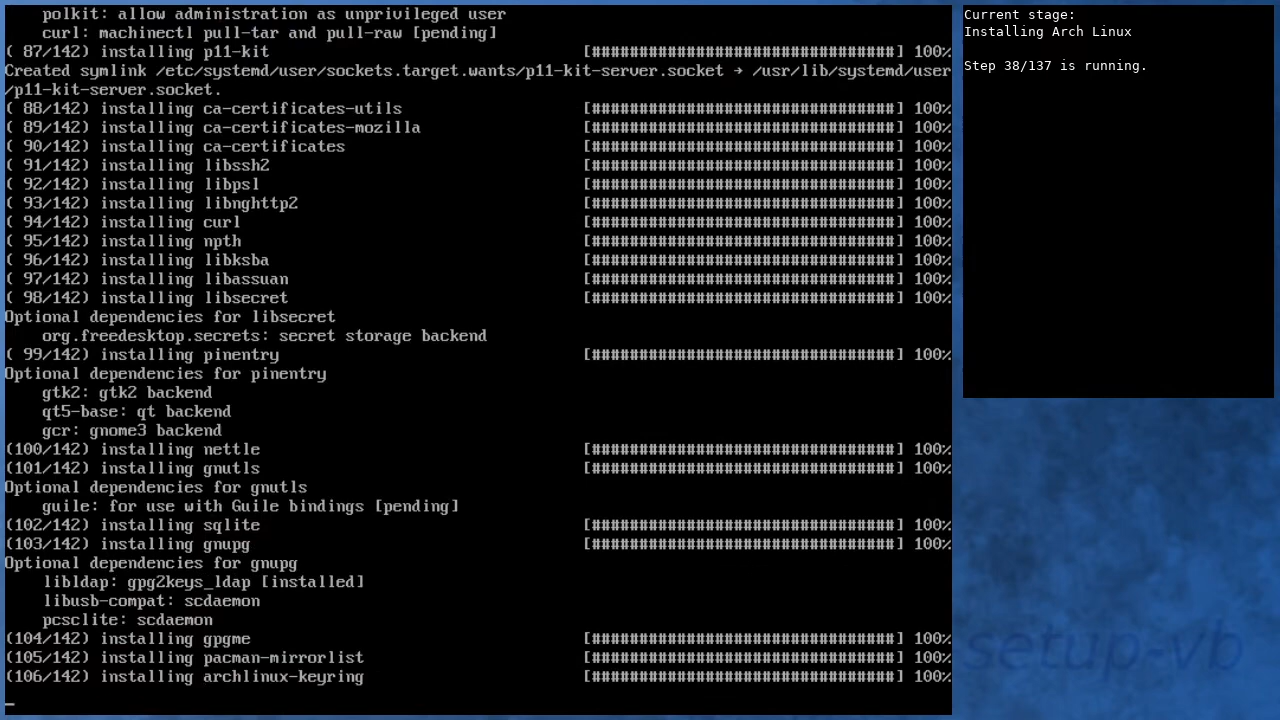 polkit: allow administration as unprivileged user
    curl: machinectl pull-tar and pull-raw [pending]
( 87/142) installing p11-kit                                 [################################] 100%
Created symlink /etc/systemd/user/sockets.target.wants/p11-kit-server.socket → /usr/lib/systemd/user
/p11-kit-server.socket.
( 88/142) installing ca-certificates-utils                   [################################] 100%
( 89/142) installing ca-certificates-mozilla                 [################################] 100%
( 90/142) installing ca-certificates                         [################################] 100%
( 91/142) installing libssh2                                 [################################] 100%
( 92/142) installing libpsl                                  [################################] 100%
( 93/142) installing libnghttp2                              [################################] 100%
( 94/142) installing curl                                    [################################] 100%
( 95/142) installing npth                                    [################################] 100%
( 96/142) installing libksba                                 [################################] 100%
( 97/142) installing libassuan                               [################################] 100%
( 98/142) installing libsecret                               [################################] 100%
Optional dependencies for libsecret
    org.freedesktop.secrets: secret storage backend
( 99/142) installing pinentry                                [################################] 100%
Optional dependencies for pinentry
    gtk2: gtk2 backend
    qt5-base: qt backend
    gcr: gnome3 backend
(100/142) installing nettle                                  [################################] 100%
(101/142) installing gnutls                                  [################################] 100%
Optional dependencies for gnutls
    guile: for use with Guile bindings [pending]
(102/142) installing sqlite                                  [################################] 100%
(103/142) installing gnupg                                   [################################] 100%
Optional dependencies for gnupg
    libldap: gpg2keys_ldap [installed]
    libusb-compat: scdaemon
    pcsclite: scdaemon
(104/142) installing gpgme                                   [################################] 100%
(105/142) installing pacman-mirrorlist                       [################################] 100%
(106/142) installing archlinux-keyring                       [################################] 100%
Current stage:
Installing Arch Linux
Step 38/137 is running.
setup-vb